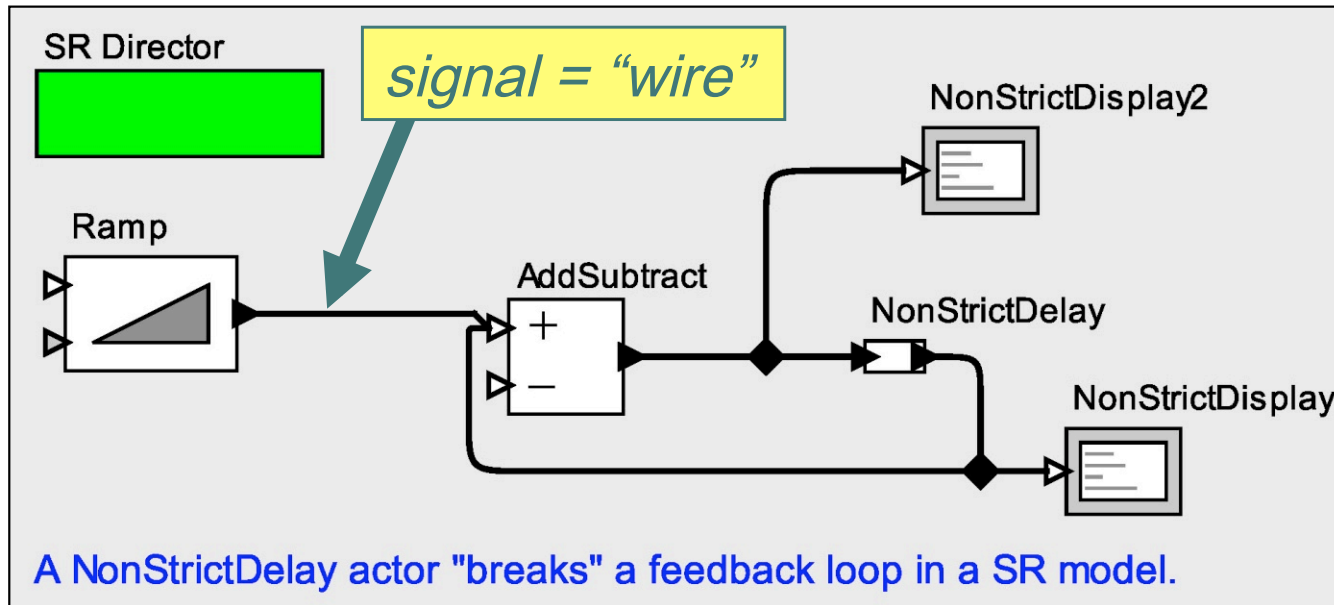 SR Director
signal = “wire”
NonStrictDisplay2
Ramp
AddSubtract
+
−
NonStrictDelay
NonStrictDisplay
A NonStrictDelay actor "breaks" a feedback loop in a SR model.